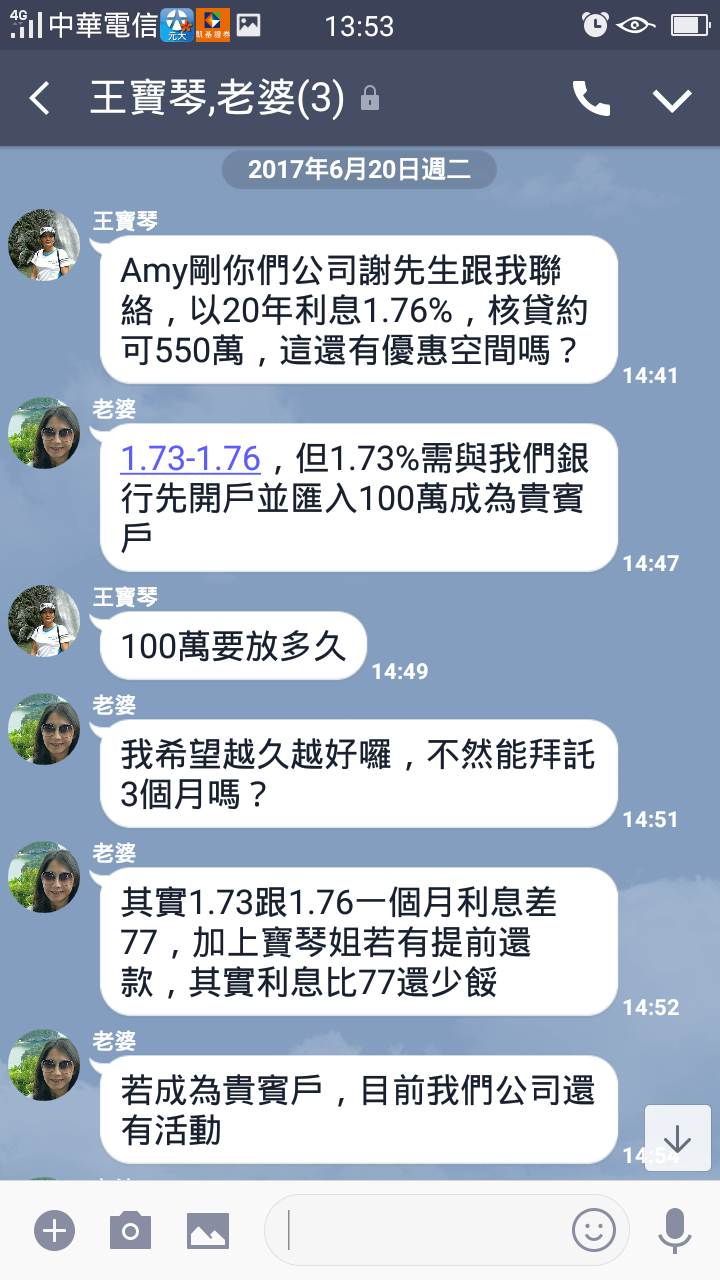 4G 中華電信 元大 凱基證券 13:53
王寶琴,老婆(3)
2017年6月20日週二
王寶琴
Amy剛你們公司謝先生跟我聯
絡，以20年利息1.76%，核貸約
可550萬，這還有優惠空間嗎？
14:41
老婆
1.73-1.76，但1.73%需與我們銀
行先開戶並匯入100萬成為貴賓
戶
14:47
王寶琴
100萬要放多久
14:49
老婆
我希望越久越好囉，不然能拜託
3個月嗎？
14:51
老婆
其實1.73跟1.76一個月利息差
77，加上寶琴姐若有提前還
款，其實利息比77還少餒
14:52
老婆
若成為貴賓戶，目前我們公司還
有活動
14:54